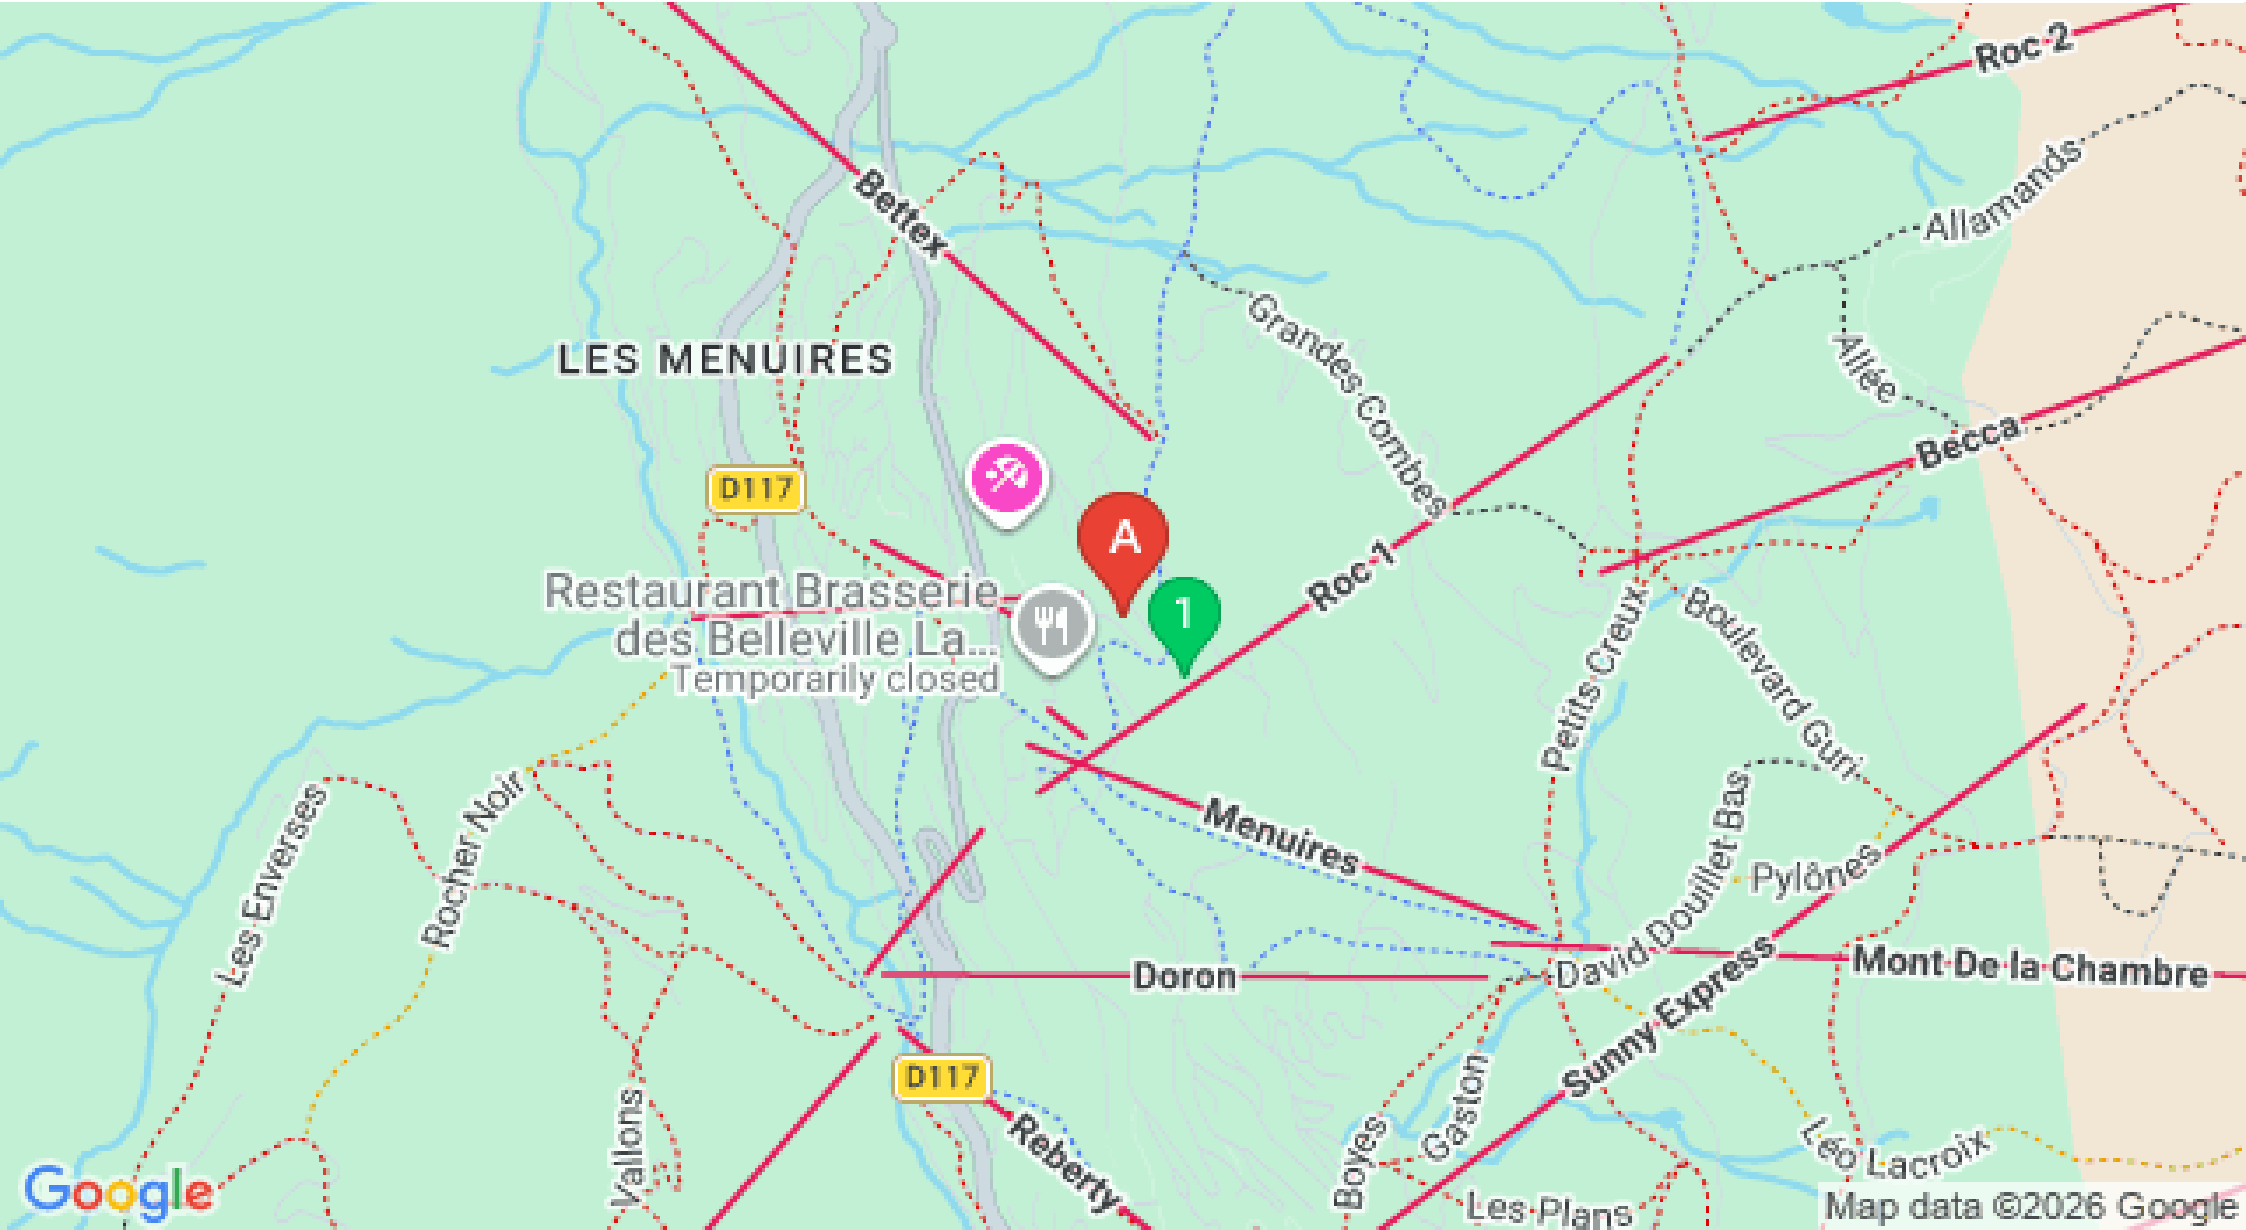 Roc 2
Allamands
Bettex
Grandes Combes
LES MENUIRES
Allée
Becca
D117
A
Roc 1
1
Restaurant Brasserie
des Belleville La...
Temporarily closed
Petits Creux
Boulevard Guri
Les Enverses
Rocher Noir
Menuires
David Douillet Bas
Pylônes
Doron
Mont De la Chambre
Sunny Express
D117
Vallons
Reberty
Boyes
Gaston
Léo Lacroix
Les Plans
Google
Map data ©2026 Google